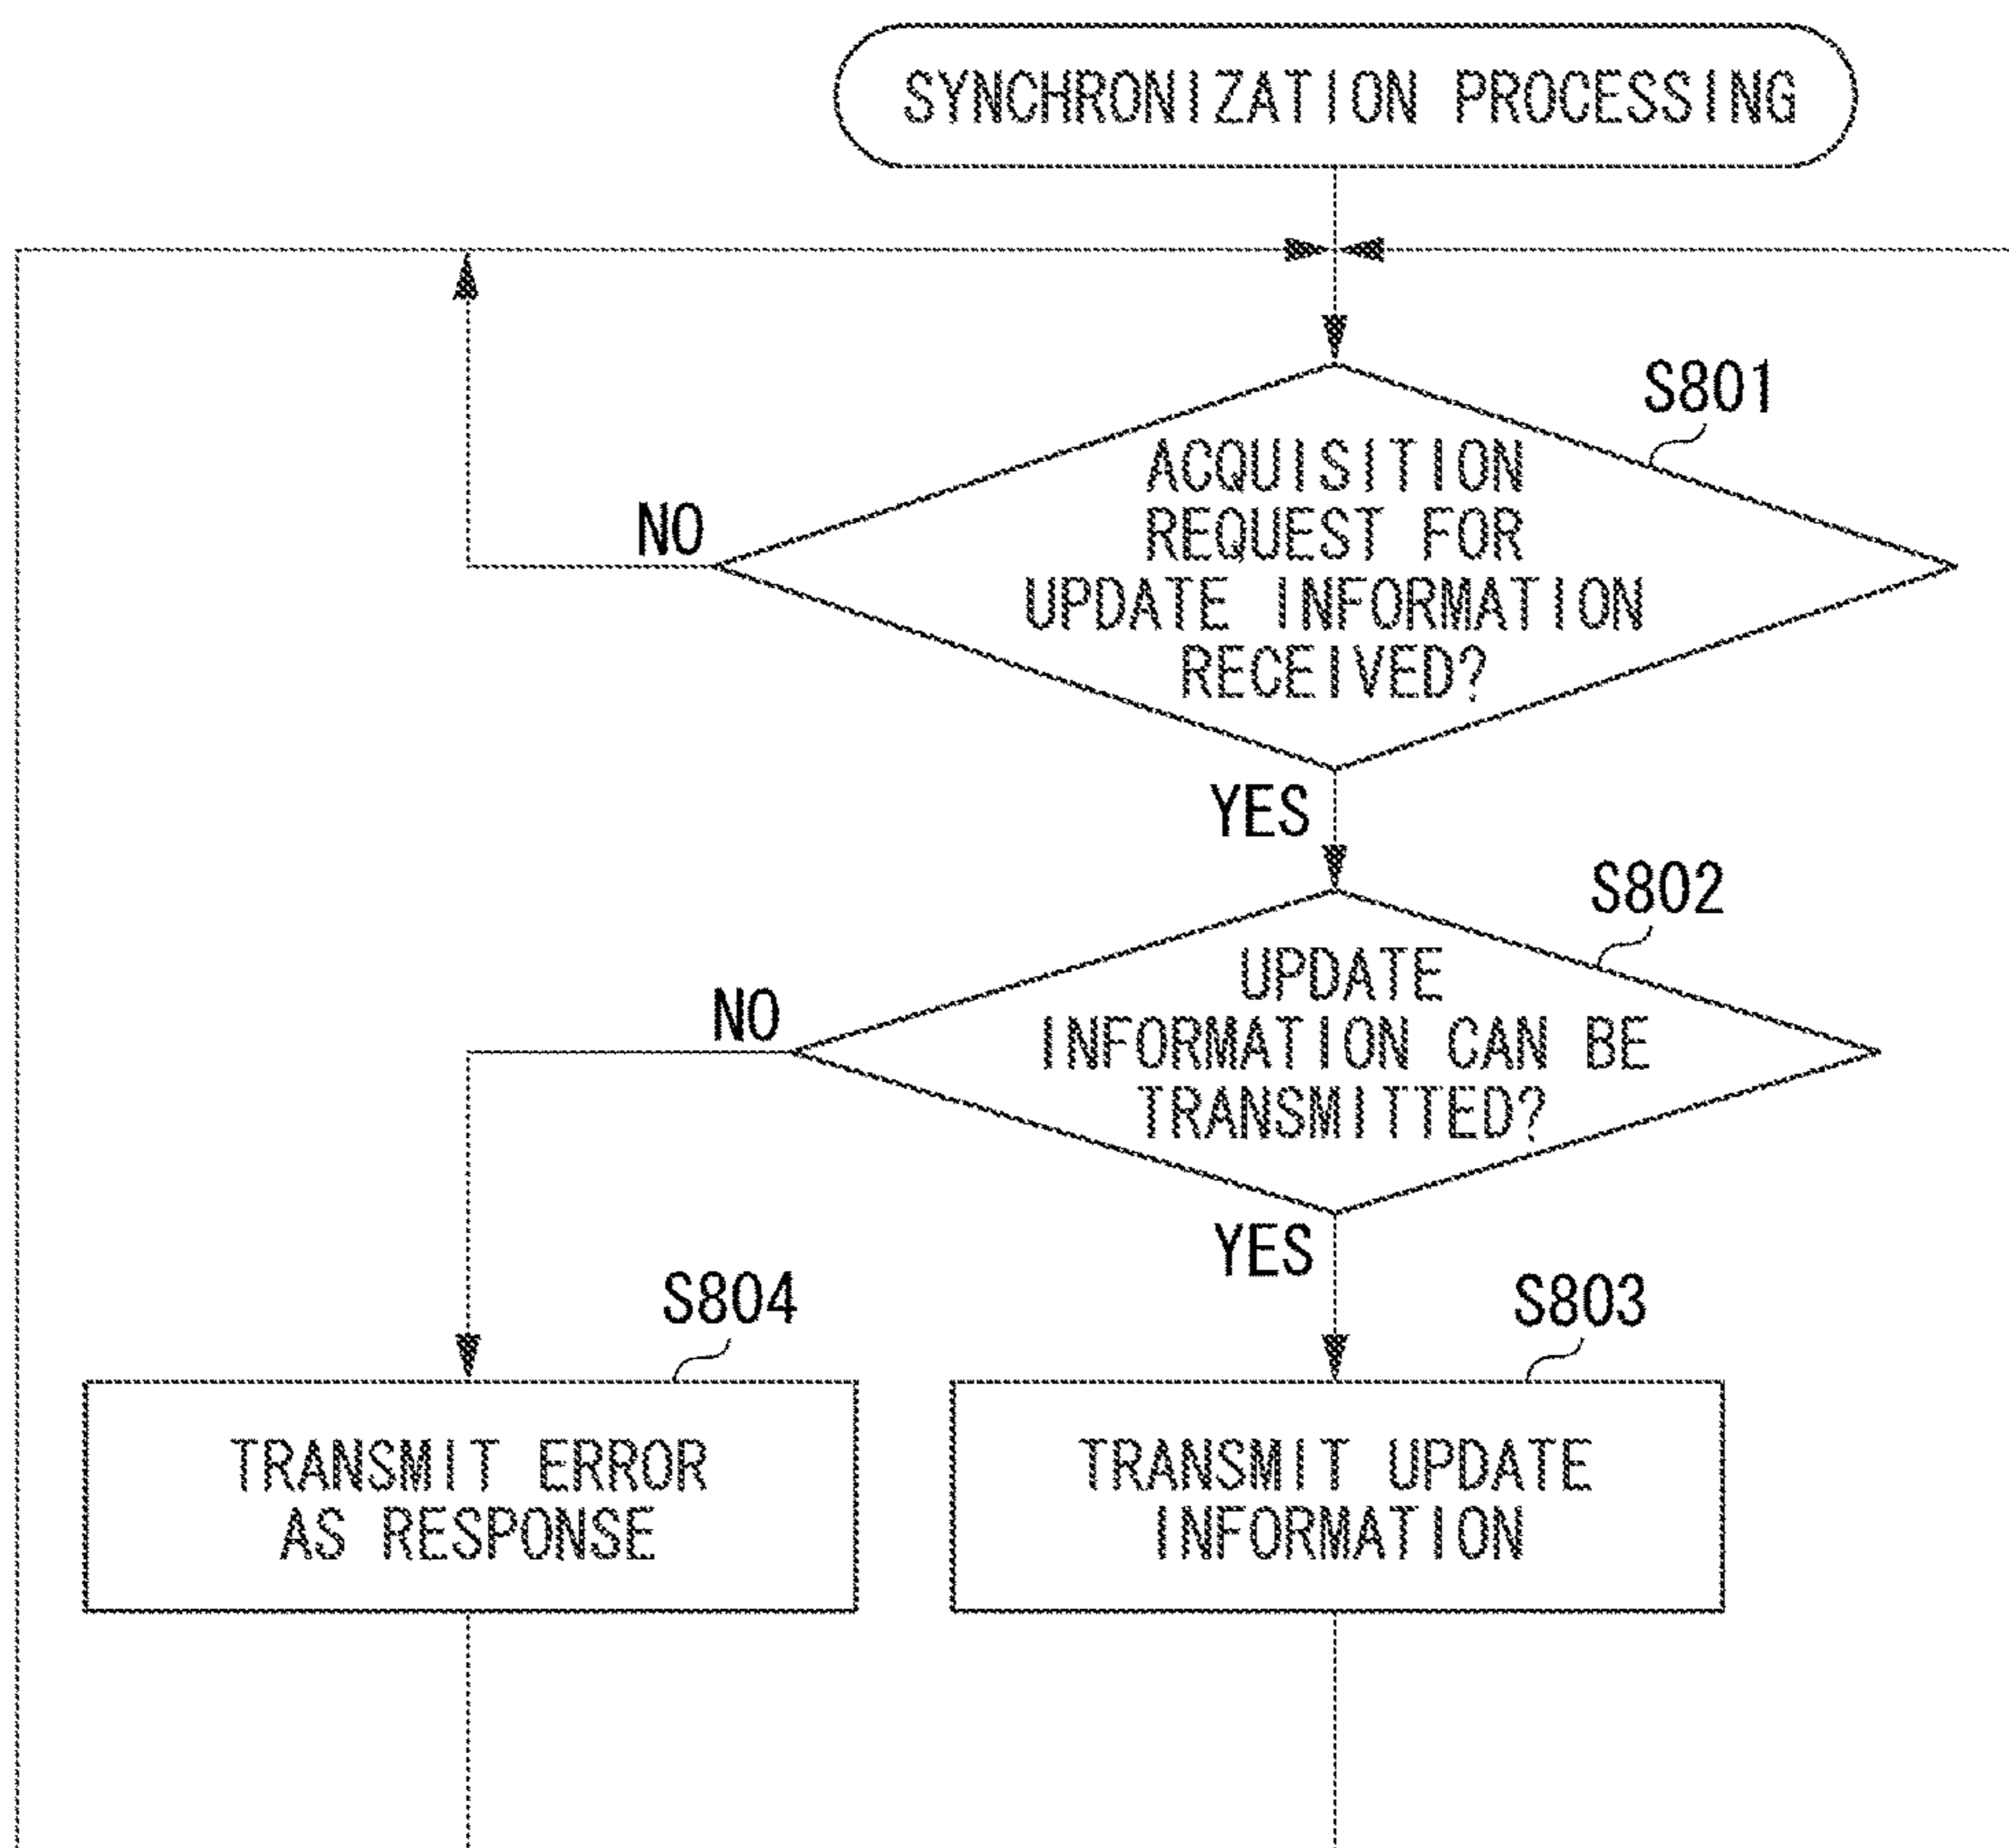 SYNCHRONIZATION PROCESSING
S801
ACQUISITION
REQUEST FOR
UPDATE INFORMATION
RECEIVED?
NO
YES
S802
UPDATE
INFORMATION CAN BE
TRANSMITTED?
NO
YES
S804
TRANSMIT ERROR
AS RESPONSE
S803
TRANSMIT UPDATE
INFORMATION